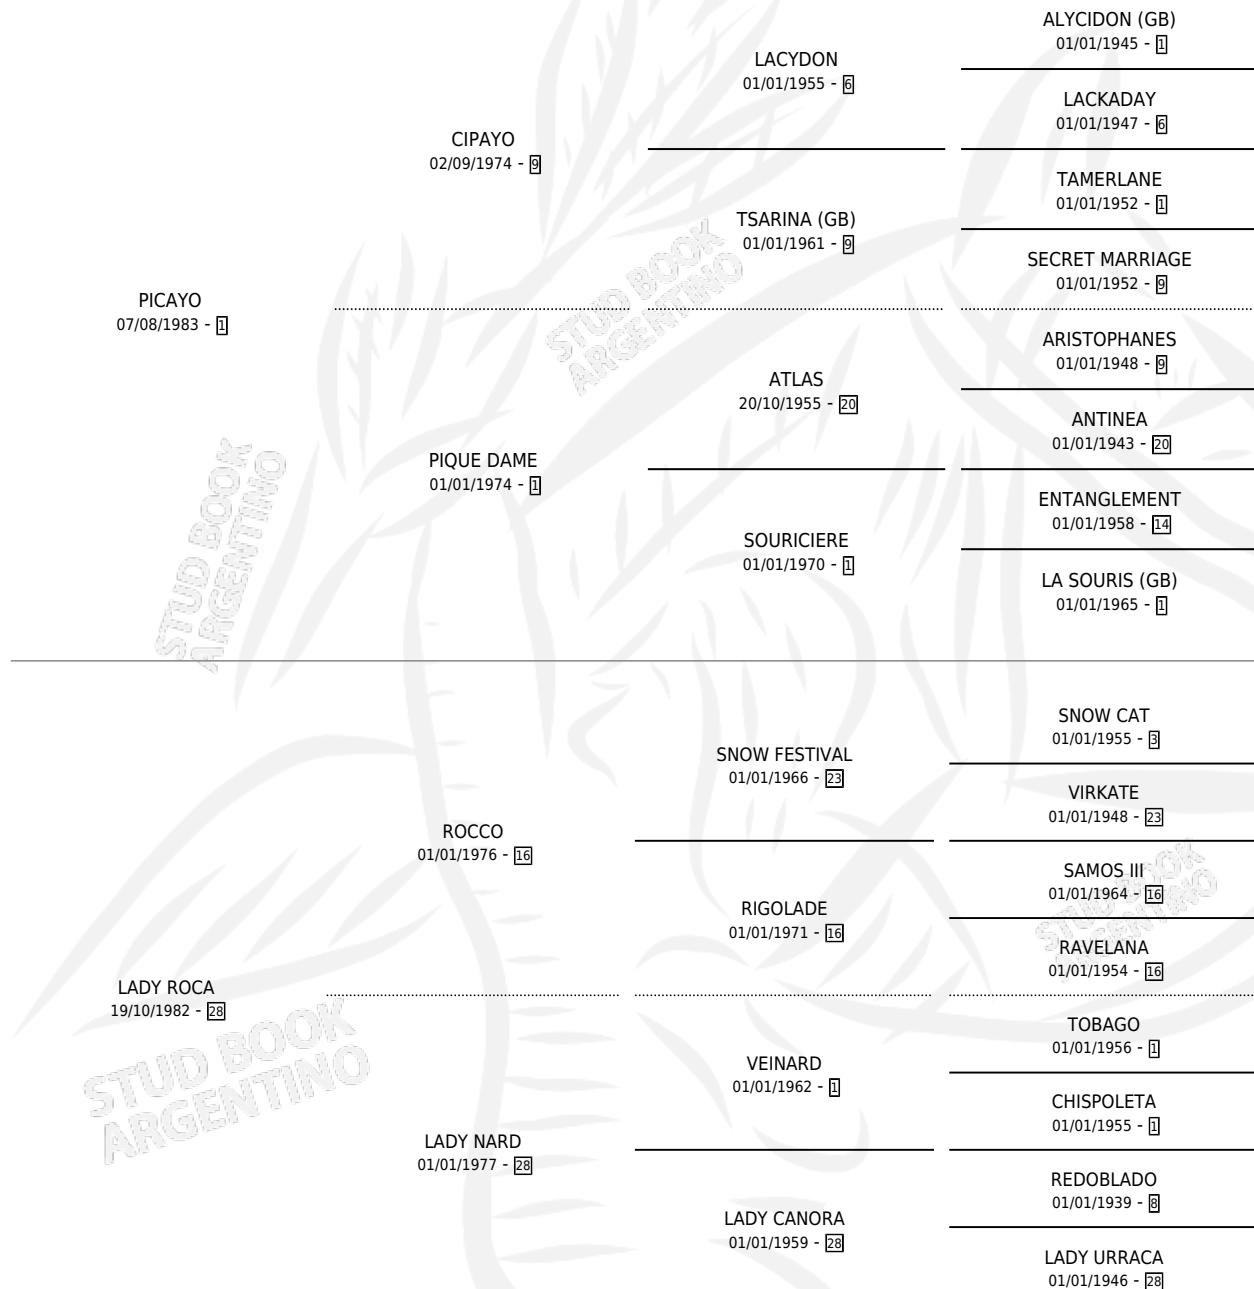 ALYCIDON (GB)
01/01/1945 - 1
LACYDON
01/01/1955 - 6
LACKADAY
01/01/1947 - 6
CIPAYO
02/09/1974 - 9
TAMERLANE
01/01/1952 - 1
TSARINA (GB)
01/01/1961 - 9
SECRET MARRIAGE
01/01/1952 - 9
PICAYO
07/08/1983 - 1
STUD BOOK
ARGENTINO
ARISTOPHANES
01/01/1948 - 9
ATLAS
20/10/1955 - 20
ANTINEA
01/01/1943 - 20
PIQUE DAME
01/01/1974 - 1
ENTANGLEMENT
01/01/1958 - 14
SOURICIERE
01/01/1970 - 1
LA SOURIS (GB)
01/01/1965 - 1
STUD BOOK
ARGENTINO
SNOW CAT
01/01/1955 - 3
SNOW FESTIVAL
01/01/1966 - 23
VIRKATE
01/01/1948 - 23
ROCCO
01/01/1976 - 16
SAMOS III
01/01/1964 - 16
RIGOLADE
01/01/1971 - 16
RAVELANA
01/01/1954 - 16
STUD BOOK
ARGENTINO
LADY ROCA
19/10/1982 - 28
STUD BOOK
ARGENTINO
TOBAGO
01/01/1956 - 1
VEINARD
01/01/1962 - 1
CHISPOLETA
01/01/1955 - 1
LADY NARD
01/01/1977 - 28
REDOBLADO
01/01/1939 - 8
LADY CANORA
01/01/1959 - 28
LADY URRACA
01/01/1946 - 28